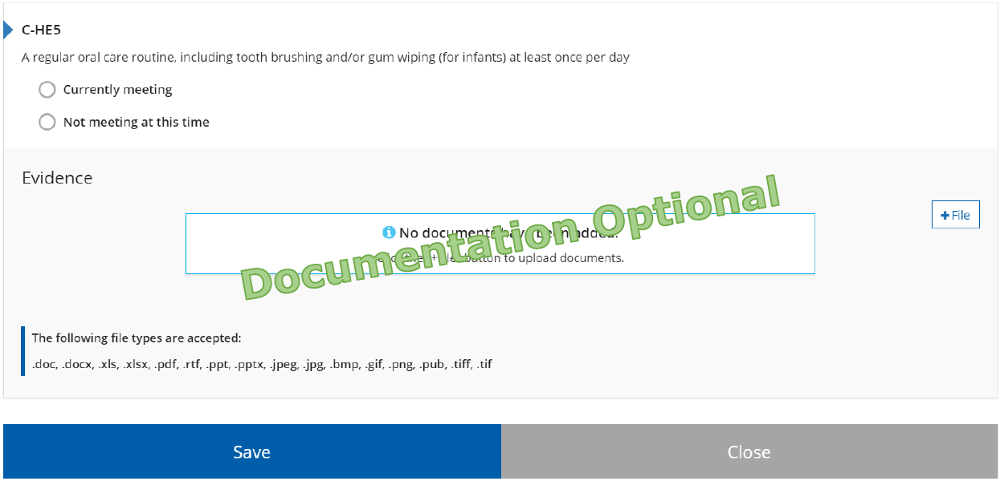 C-HE5
A regular oral care routine, including tooth brushing and/or gum wiping (for infants) at least once per day
Currently meeting
Not meeting at this time
Evidence
+ File
No documents have been added.
button to upload documents.
Documentation Optional
The following file types are accepted:
.doc, .docx, .xls, .xlsx, .pdf, .rtf, .ppt, .pptx, .jpeg, .jpg, .bmp, .gif, .png, .pub, .tiff, .tif
Save Close